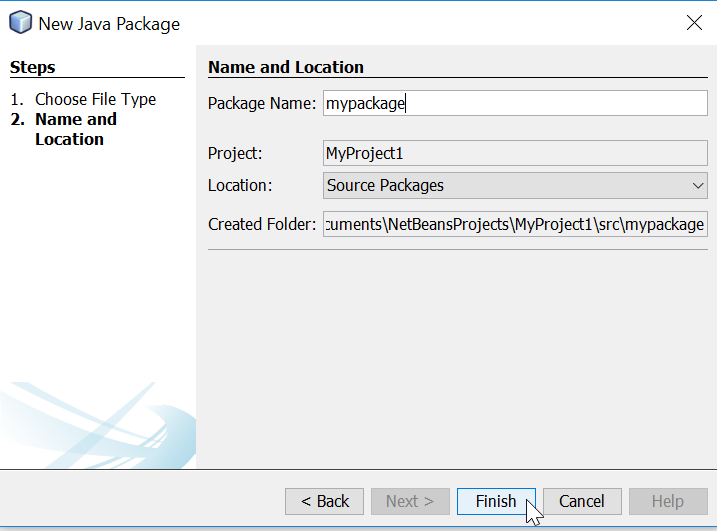 New Java Package
Steps
1. Choose File Type
2. Name and
Location
Name and Location
Package Name: mypackage
Project: MyProject1
Location: Source Packages
Created Folder: cuments\NetBeansProjects\MyProject1\src\mypackage
< Back Next > Finish Cancel Help